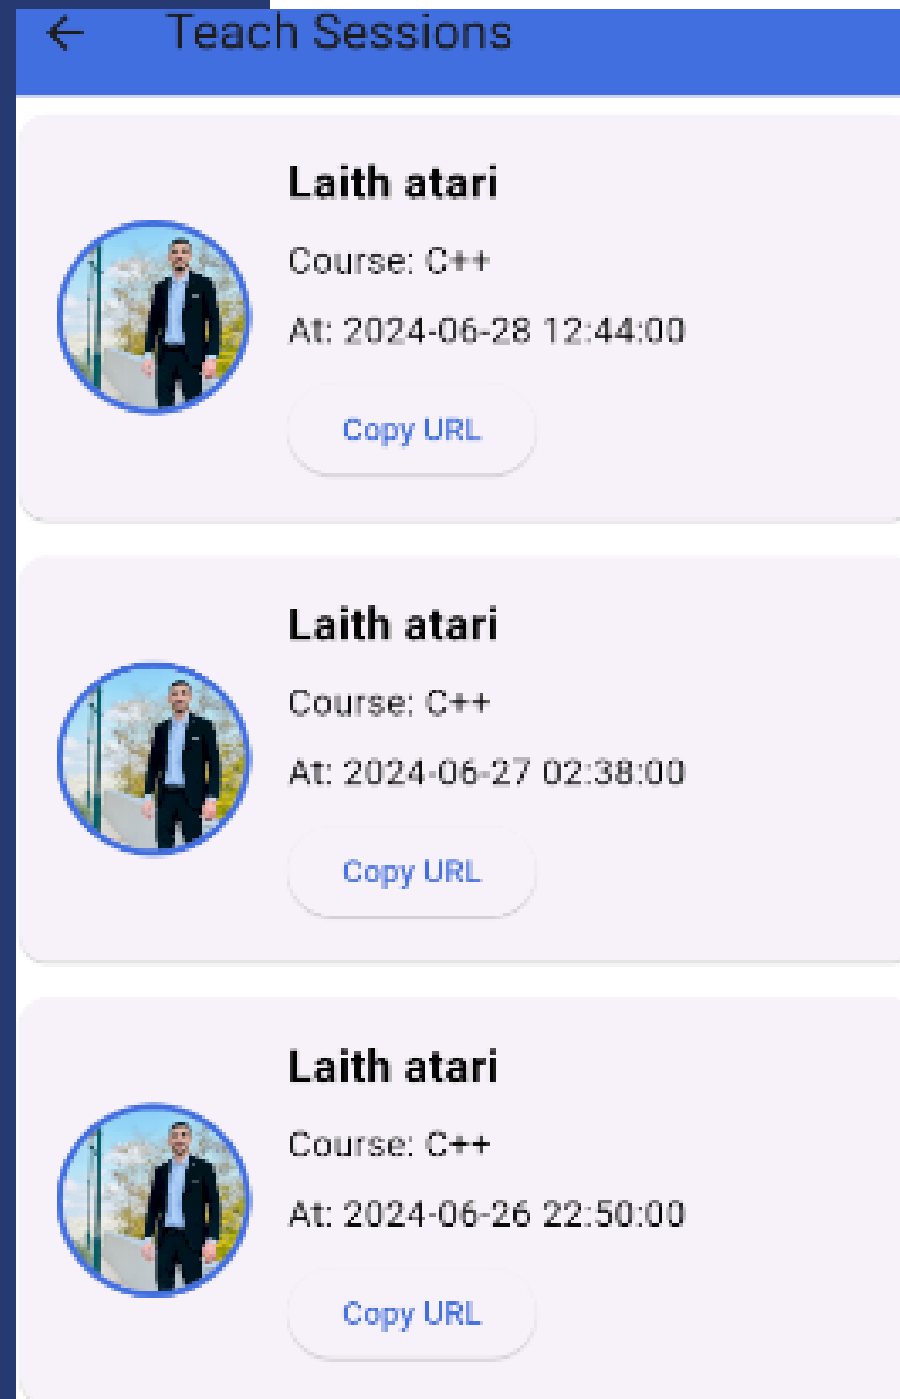 Teach Sessions
Laith atari
Course: C++
At: 2024-06-28 12:44:00
Copy URL
Laith atari
Course: C++
At: 2024-06-27 02:38:00
Copy URL
Laith atari
Course: C++
At: 2024-06-26 22:50:00
Copy URL